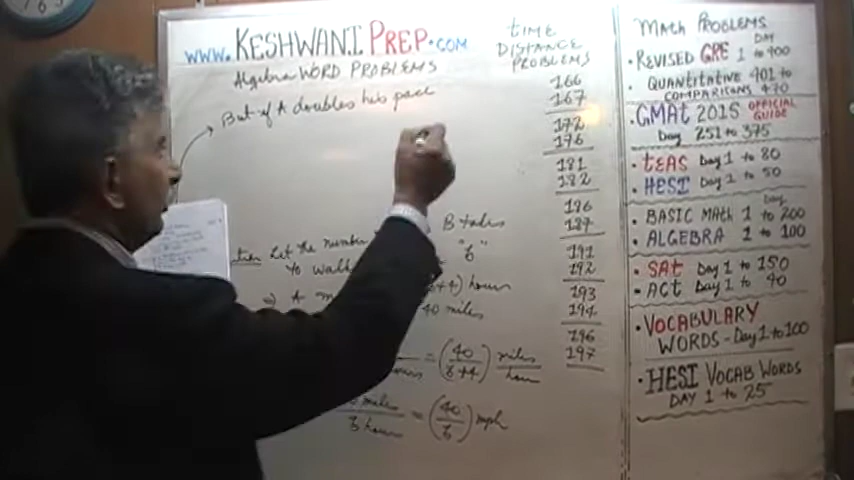 www.KESHWANI PREP.COM
Algebra WORD PROBLEMS
But if A doubles his pace
B takes
Let the number
"z"
to walk
+4) hours
⇒ A
40 miles
hours = (40/z+4) miles/hour
miles/z hours = (40/z) mph
TIME
DISTANCE
PROBLEMS
166
167
172
176
181
182
186
187
191
192
193
194
196
197
MATH PROBLEMS
DAY
• REVISED GRE 1 to 400
• QUANTITATIVE 401 to
COMPARICONS 470
• GMAT 2015 OFFICIAL
GUIDE
Day 251 to 375
• TEAS Day 1 to 80
• HESI Day 1 to 50
Day
• BASIC MATH 1 to 200
• ALGEBRA 1 to 100
• SAT Day 1 to 150
• ACT Day 1 to 90
• VOCABULARY
WORDS - Day 1 to 100
• HESI VOCAB WORDS
DAY 1 to 25